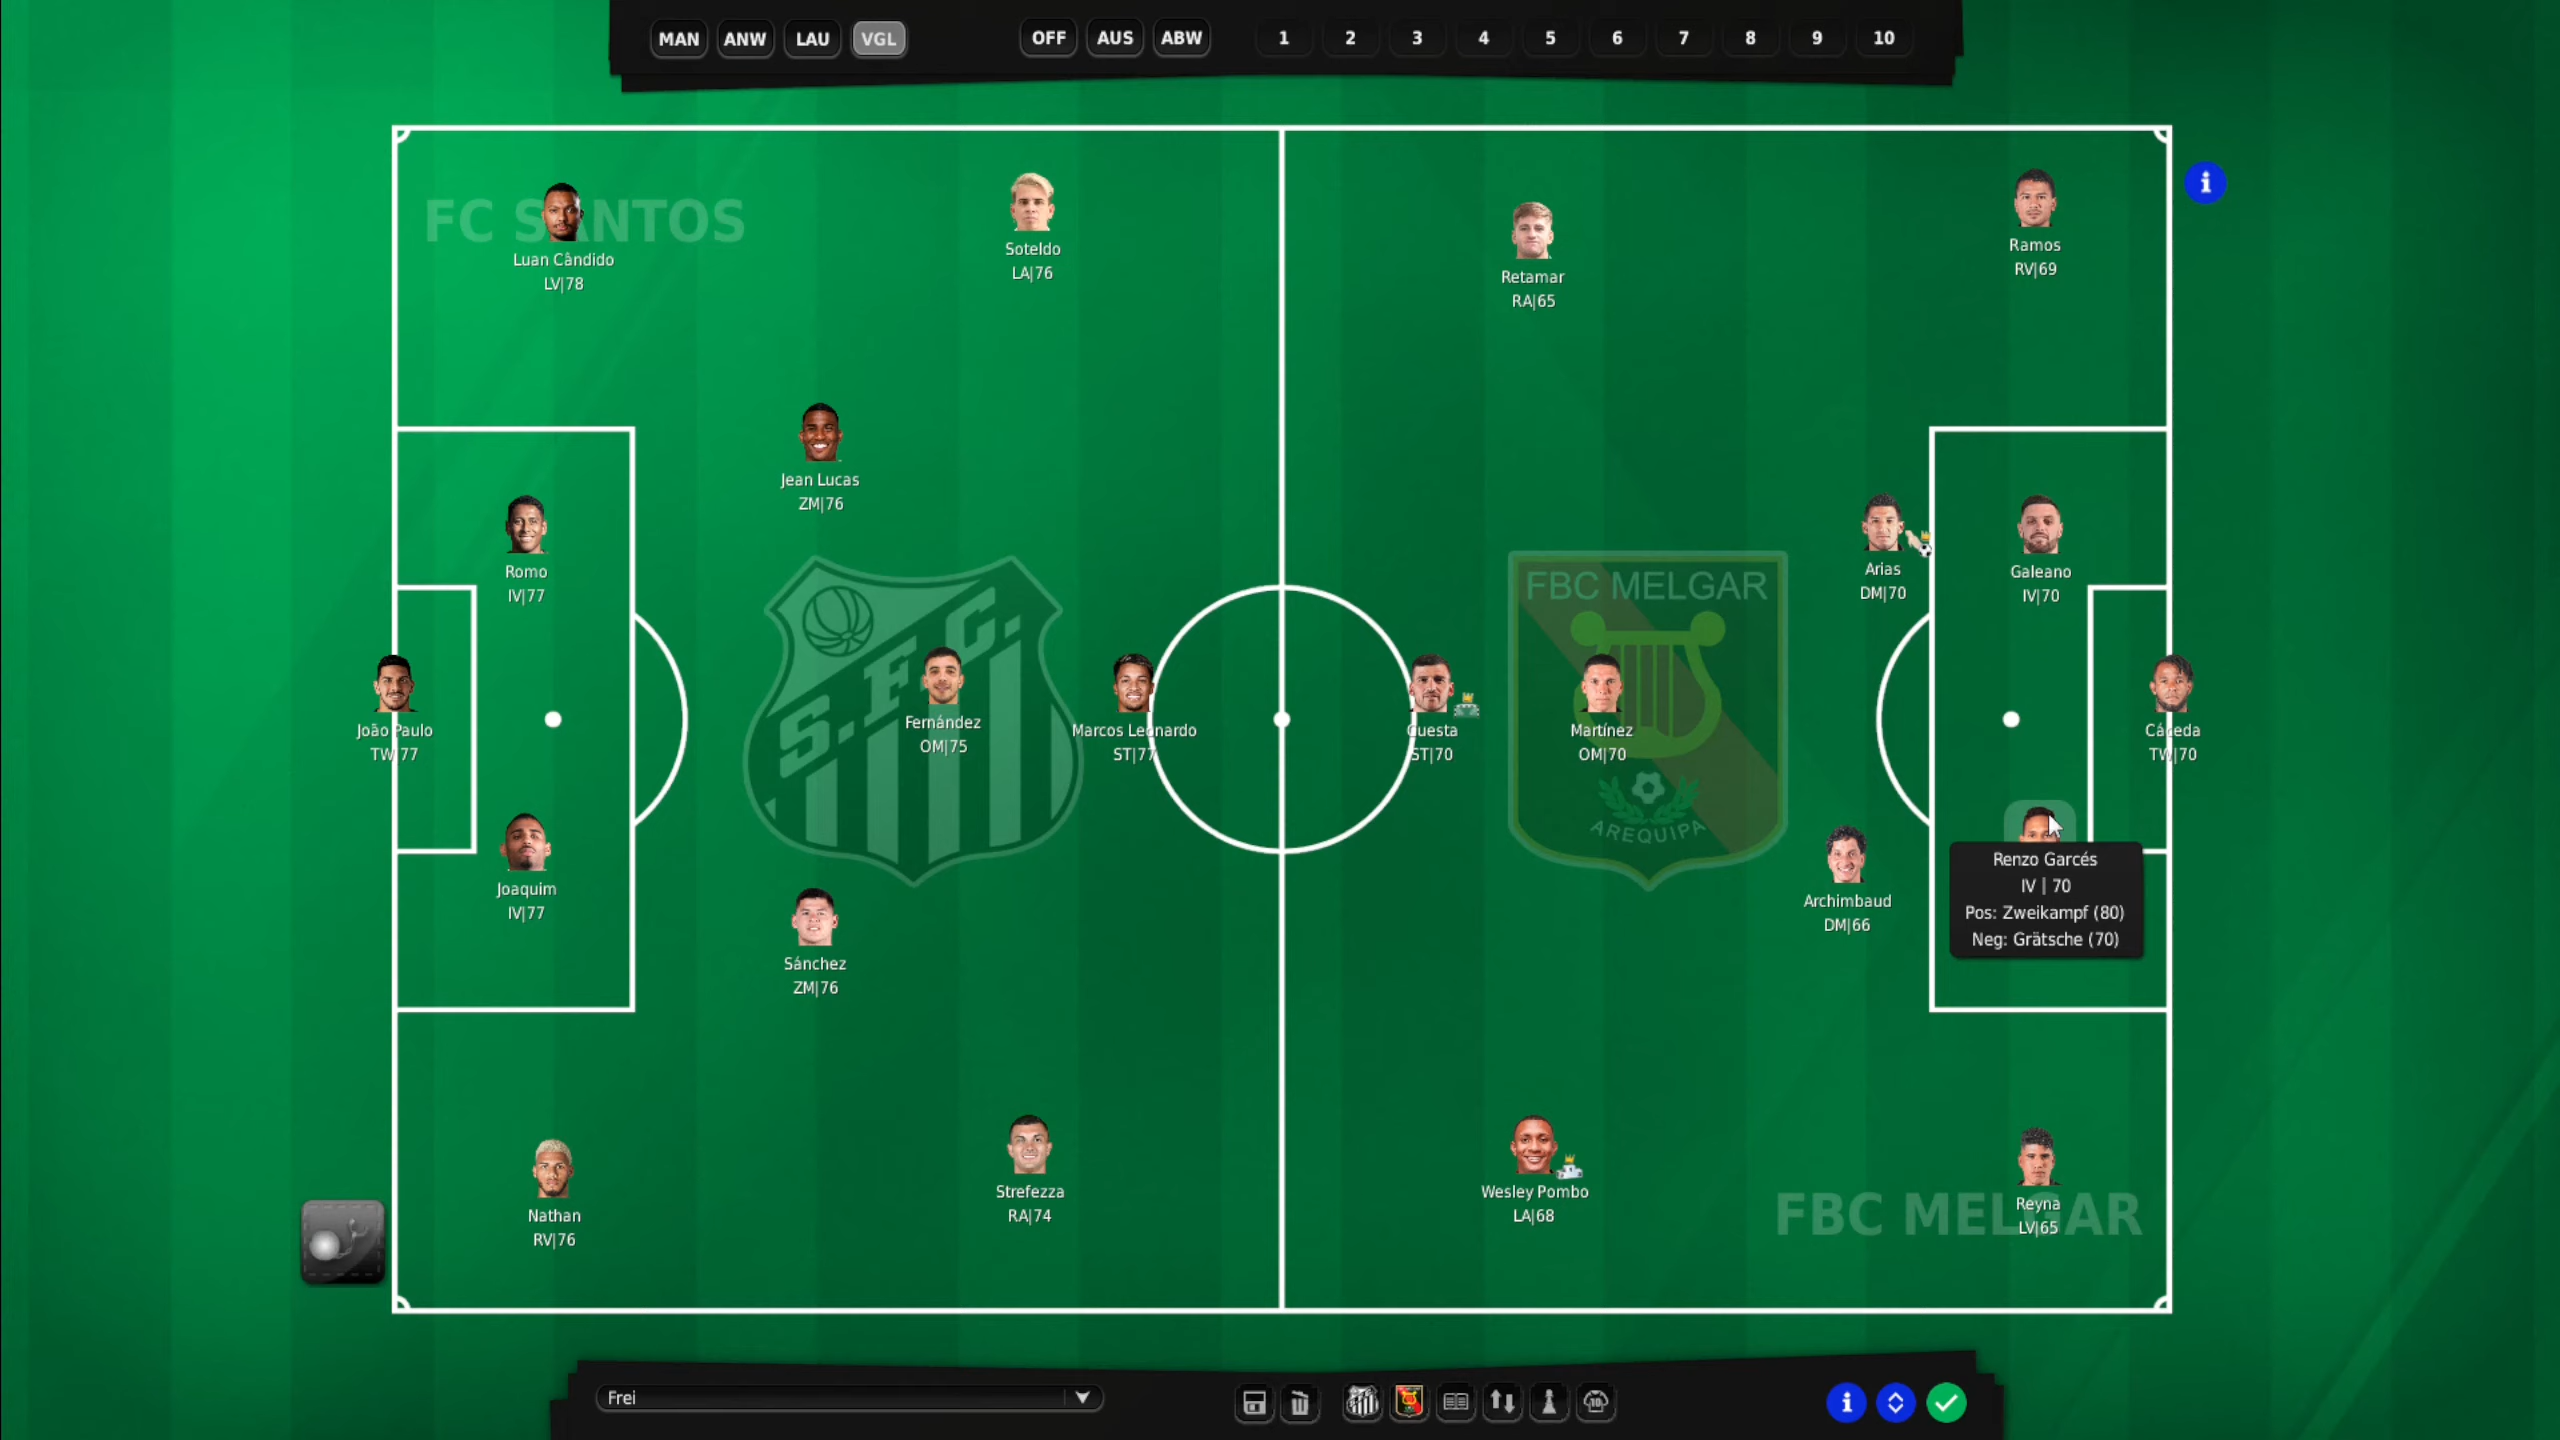 MAN ANW LAU VGL OFF AUS ABW 1 2 3 4 5 6 7 8 9 10
FC SANTOS
Luan Cândido
LV|78
Soteldo
LA|76
Retamar
RA|65
Ramos
RV|69
Jean Lucas
ZM|76
Romo
IV|77
Arias
DM|70
Galeano
IV|70
S.F.C.
FBC MELGAR
AREQUIPA
João Paulo
TW|77
Fernández
OM|75
Marcos Leonardo
ST|77
Cuesta
ST|70
Martínez
OM|70
Cáceda
TW|70
Joaquim
IV|77
Sánchez
ZM|76
Archimbaud
DM|66
Renzo Garcés
IV | 70
Pos: Zweikampf (80)
Neg: Grätsche (70)
Nathan
RV|76
Strefezza
RA|74
Wesley Pombo
LA|68
FBC MELGAR
Reyna
LV|65
Frei
10